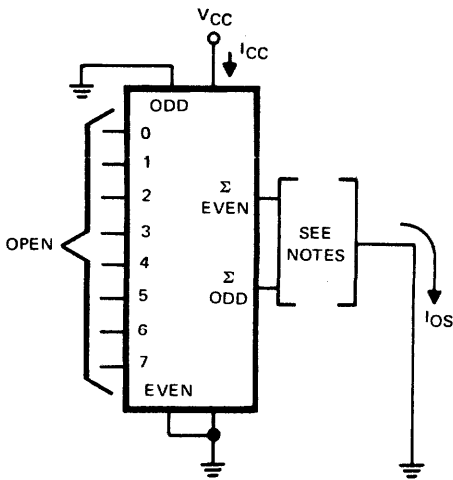 VCC
ICC
ODD
0
1
2
3
4
5
6
7
OPEN
EVEN
Σ
EVEN
Σ
ODD
SEE
NOTES
IOS